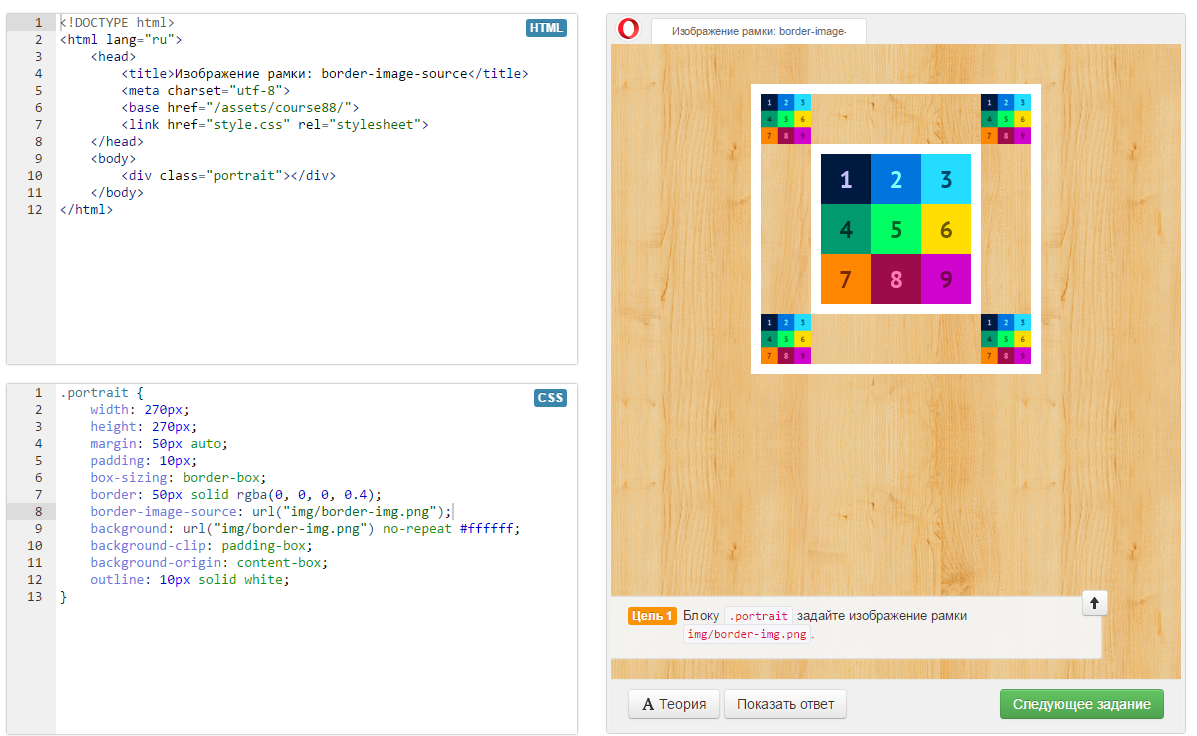 1 <!DOCTYPE html>
HTML
2 <html lang="ru">
3 <head>
4 <title>Изображение рамки: border-image-source</title>
5 <meta charset="utf-8">
6 <base href="/assets/course88/">
7 <link href="style.css" rel="stylesheet">
8 </head>
9 <body>
10 <div class="portrait"></div>
11 </body>
12 </html>
1 .portrait {
CSS
2 width: 270px;
3 height: 270px;
4 margin: 50px auto;
5 padding: 10px;
6 box-sizing: border-box;
7 border: 50px solid rgba(0, 0, 0, 0.4);
8 border-image-source: url("img/border-img.png");
9 background: url("img/border-img.png") no-repeat #ffffff;
10 background-clip: padding-box;
11 background-origin: content-box;
12 outline: 10px solid white;
13 }
Изображение рамки: border-image-
1 2 3 1 2 3
4 5 6 4 5 6
7 8 9 7 8 9
1 2 3
4 5 6
7 8 9
1 2 3 1 2 3
4 5 6 4 5 6
7 8 9 7 8 9
Цель 1 Блоку .portrait задайте изображение рамки
img/border-img.png .
A Теория Показать ответ Следующее задание